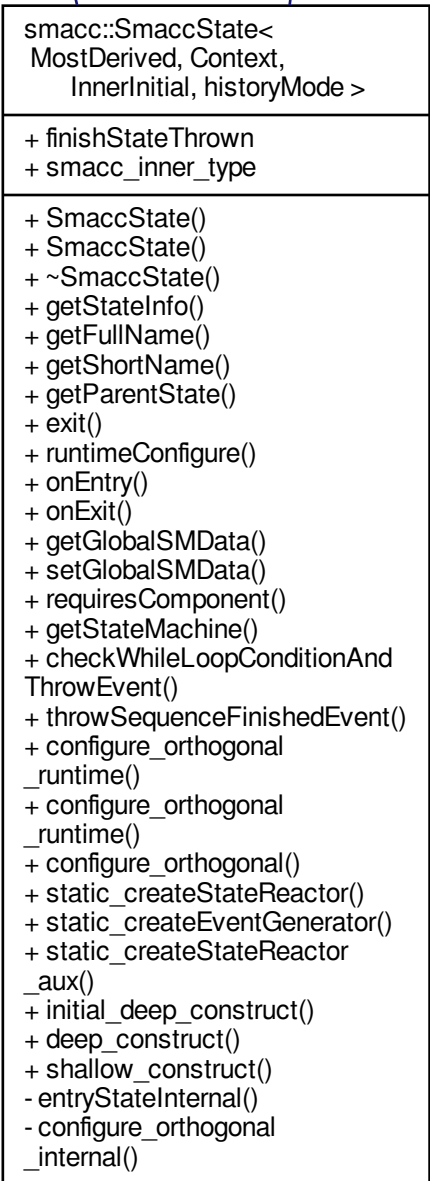 smacc::SmaccState<
MostDerived, Context,
InnerInitial, historyMode >
+ finishStateThrown
+ smacc_inner_type
+ SmaccState()
+ SmaccState()
+ ~SmaccState()
+ getStateInfo()
+ getFullName()
+ getShortName()
+ getParentState()
+ exit()
+ runtimeConfigure()
+ onEntry()
+ onExit()
+ getGlobalSMData()
+ setGlobalSMData()
+ requiresComponent()
+ getStateMachine()
+ checkWhileLoopConditionAnd
ThrowEvent()
+ throwSequenceFinishedEvent()
+ configure_orthogonal
_runtime()
+ configure_orthogonal
_runtime()
+ configure_orthogonal()
+ static_createStateReactor()
+ static_createEventGenerator()
+ static_createStateReactor
_aux()
+ initial_deep_construct()
+ deep_construct()
+ shallow_construct()
- entryStateInternal()
- configure_orthogonal
_internal()